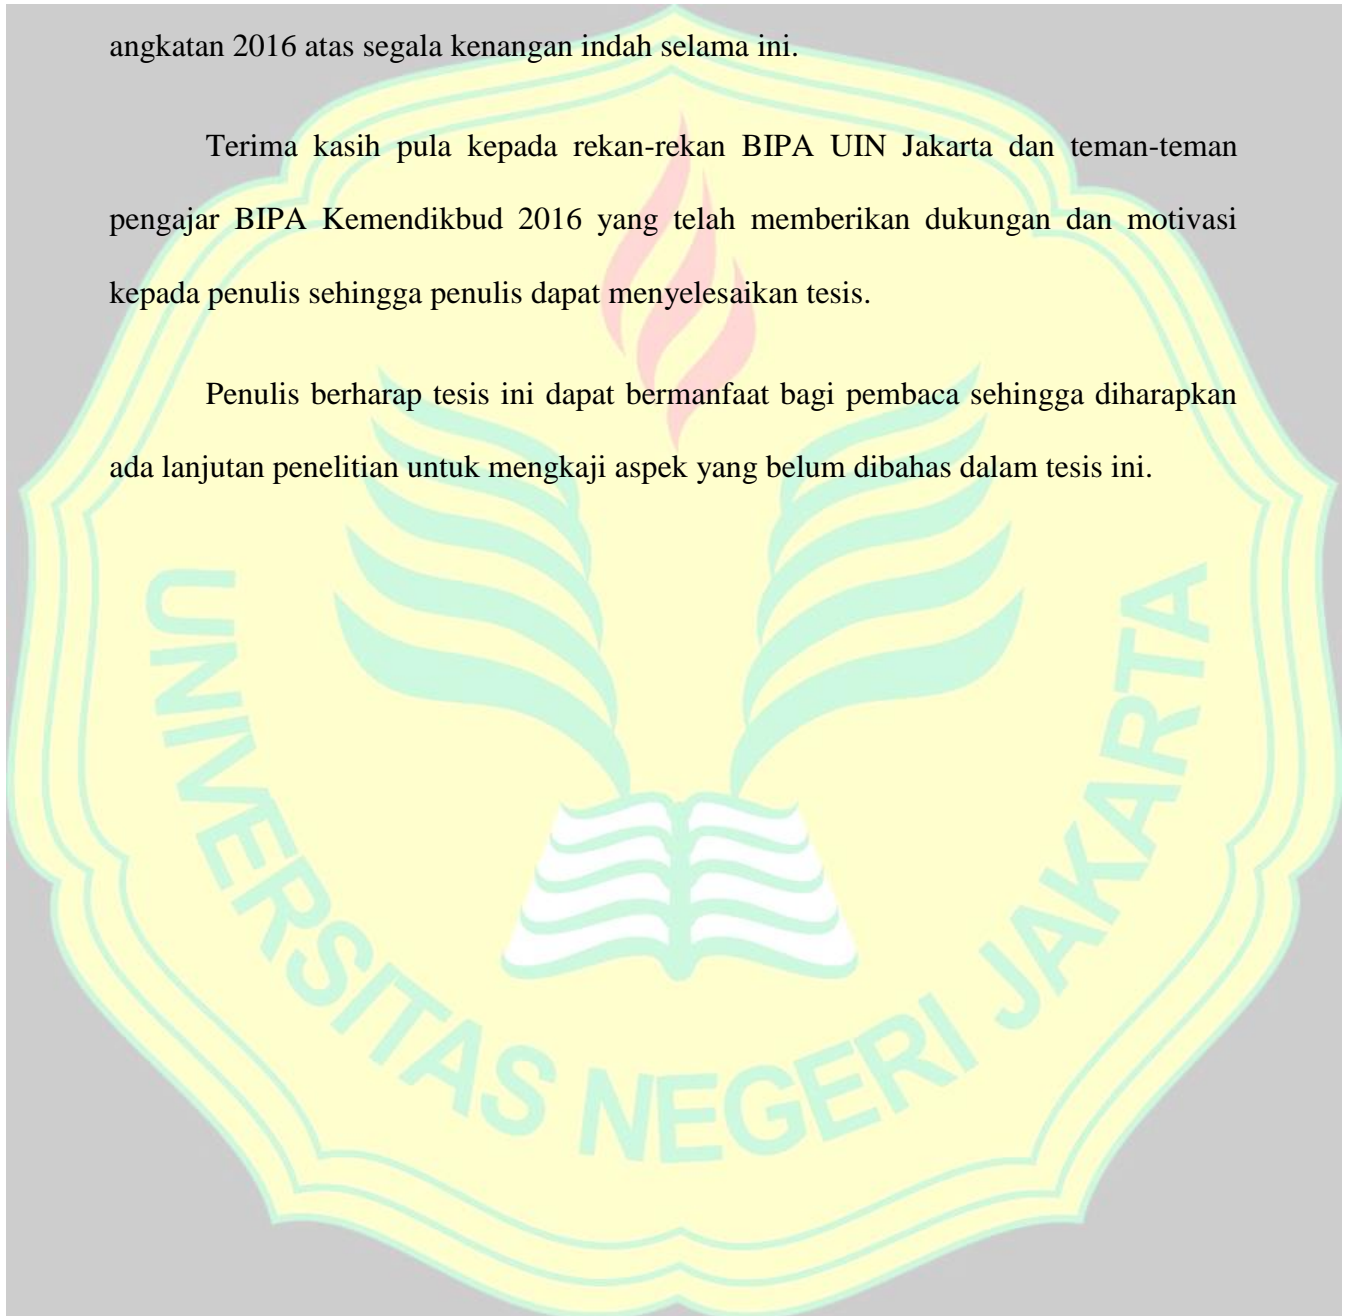 angkatan 2016 atas segala kenangan indah selama ini.
Terima kasih pula kepada rekan-rekan BIPA UIN Jakarta dan teman-teman
pengajar BIPA Kemendikbud 2016 yang telah memberikan dukungan dan motivasi
kepada penulis sehingga penulis dapat menyelesaikan tesis.
Penulis berharap tesis ini dapat bermanfaat bagi pembaca sehingga diharapkan
ada lanjutan penelitian untuk mengkaji aspek yang belum dibahas dalam tesis ini.
UNIVERSITAS NEGERI JAKARTA